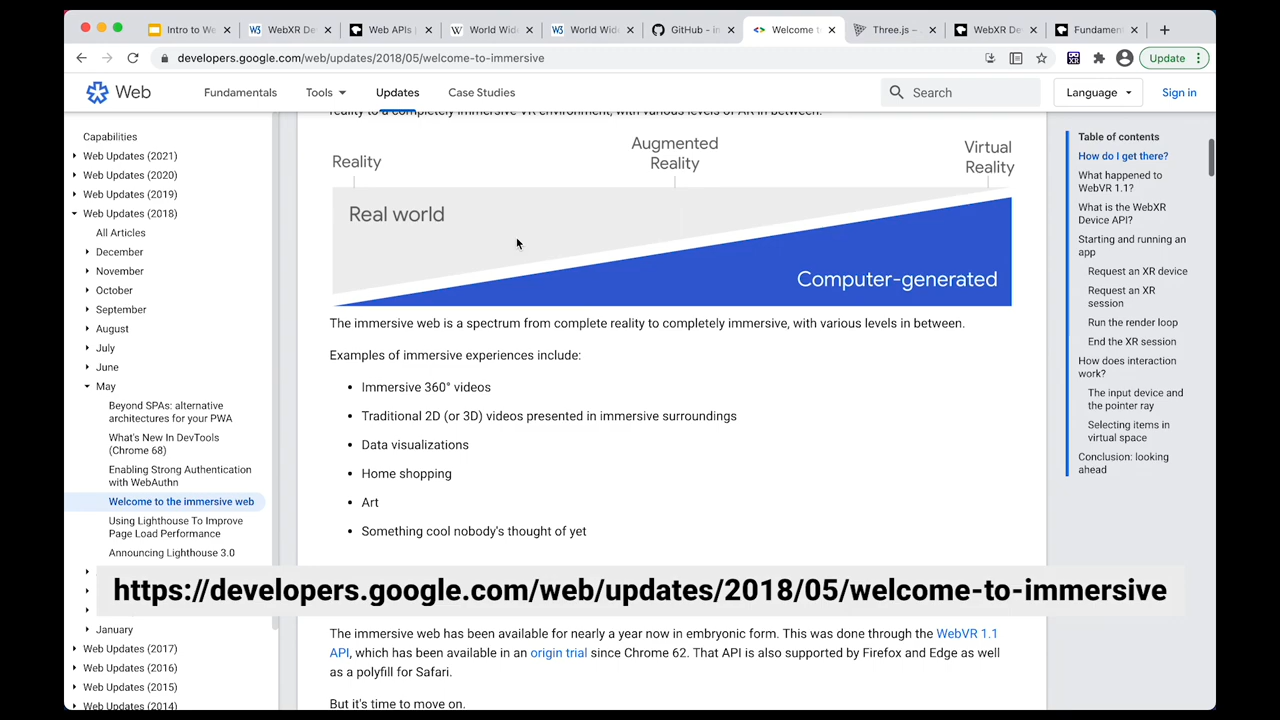 Intro to We
WebXR De
Web APIs |
World Wid
World Wid
GitHub – in
Welcome t
Three.js –
WebXR De
Fundamen
developers.google.com/web/updates/2018/05/welcome-to-immersive
Update
Web
Fundamentals
Tools
Updates
Case Studies
Search
Language
Sign in
Capabilities
Web Updates (2021)
Web Updates (2020)
Web Updates (2019)
Web Updates (2018)
All Articles
December
November
October
September
August
July
June
May
Beyond SPAs: alternative
architectures for your PWA
What's New In DevTools
(Chrome 68)
Enabling Strong Authentication
with WebAuthn
Welcome to the immersive web
Using Lighthouse To Improve
Page Load Performance
Announcing Lighthouse 3.0
January
Web Updates (2017)
Web Updates (2016)
Web Updates (2015)
Web Updates (2014)
reality to a completely immersive VR environment, with various levels of AR in between.
Reality
Augmented
Reality
Virtual
Reality
Real world
Computer-generated
The immersive web is a spectrum from complete reality to completely immersive, with various levels in between.
Examples of immersive experiences include:
• Immersive 360° videos
• Traditional 2D (or 3D) videos presented in immersive surroundings
• Data visualizations
• Home shopping
• Art
• Something cool nobody's thought of yet
https://developers.google.com/web/updates/2018/05/welcome-to-immersive
The immersive web has been available for nearly a year now in embryonic form. This was done through the WebVR 1.1
API, which has been available in an origin trial since Chrome 62. That API is also supported by Firefox and Edge as well
as a polyfill for Safari.
But it's time to move on.
Table of contents
How do I get there?
What happened to
WebVR 1.1?
What is the WebXR
Device API?
Starting and running an
app
Request an XR device
Request an XR
session
Run the render loop
End the XR session
How does interaction
work?
The input device and
the pointer ray
Selecting items in
virtual space
Conclusion: looking
ahead